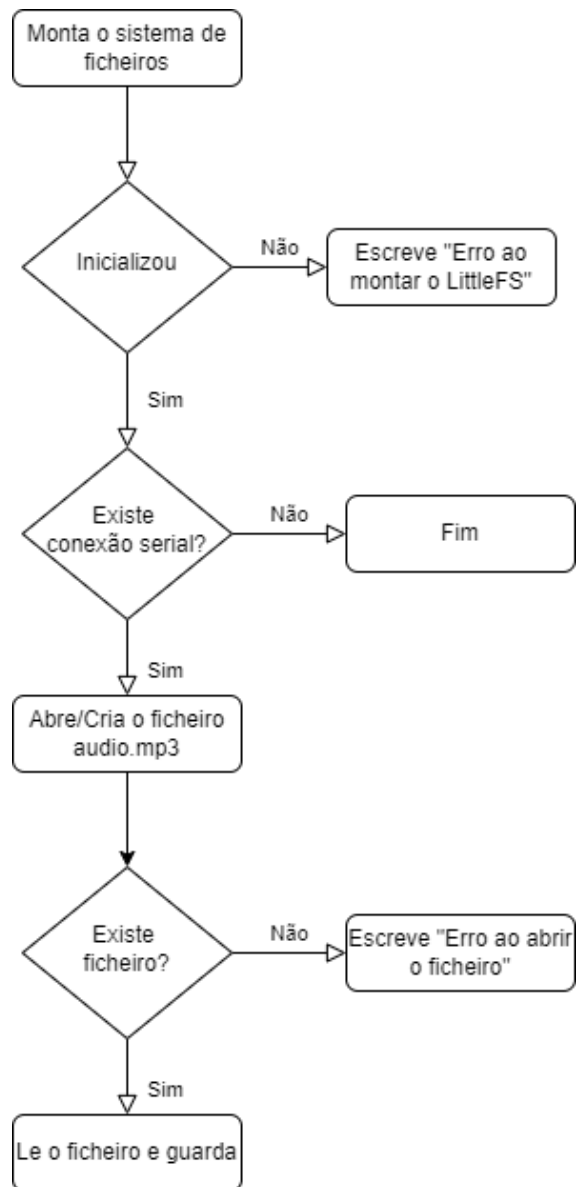 Monta o sistema de
ficheiros
Inicializou
Não
Escreve "Erro ao
montar o LittleFS"
Sim
Existe
conexão serial?
Não
Fim
Sim
Abre/Cria o ficheiro
audio.mp3
Existe
ficheiro?
Não
Escreve "Erro ao abrir
o ficheiro"
Sim
Le o ficheiro e guarda